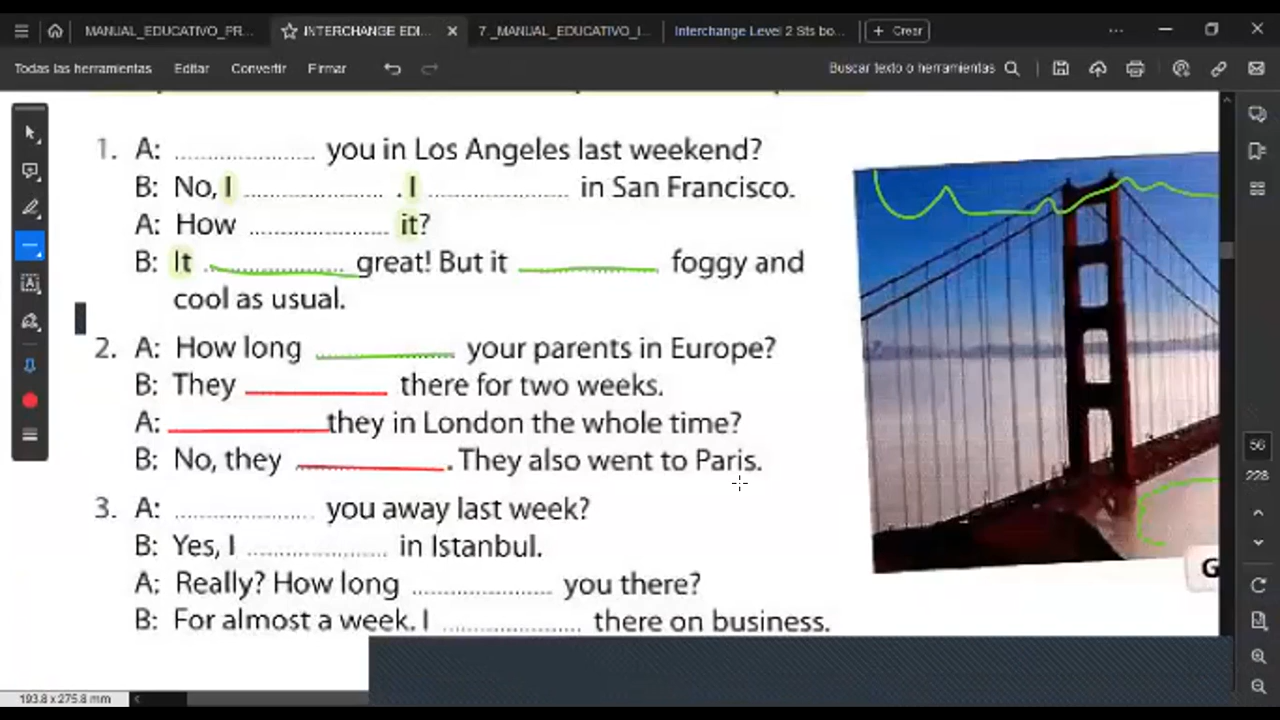 MANUAL_EDUCATIVO_PR... INTERCHANGE EDI... 7._MANUAL_EDUCATIVO_I... Interchange Level 2 Sts bo... + Crear
Todas las herramientas Editar Convertir Firmar Buscar texto o herramientas
1. A: .................... you in Los Angeles last weekend?
B: No, I .................... . I .................... in San Francisco.
A: How .................... it?
B: It .................... great! But it .................... foggy and
cool as usual.
2. A: How long .................... your parents in Europe?
B: They .................... there for two weeks.
A: .................... they in London the whole time?
B: No, they .................... . They also went to Paris.
3. A: .................... you away last week?
B: Yes, I .................... in Istanbul.
A: Really? How long .................... you there?
B: For almost a week. I .................... there on business.
G
56
228
193.8 x 275.8 mm